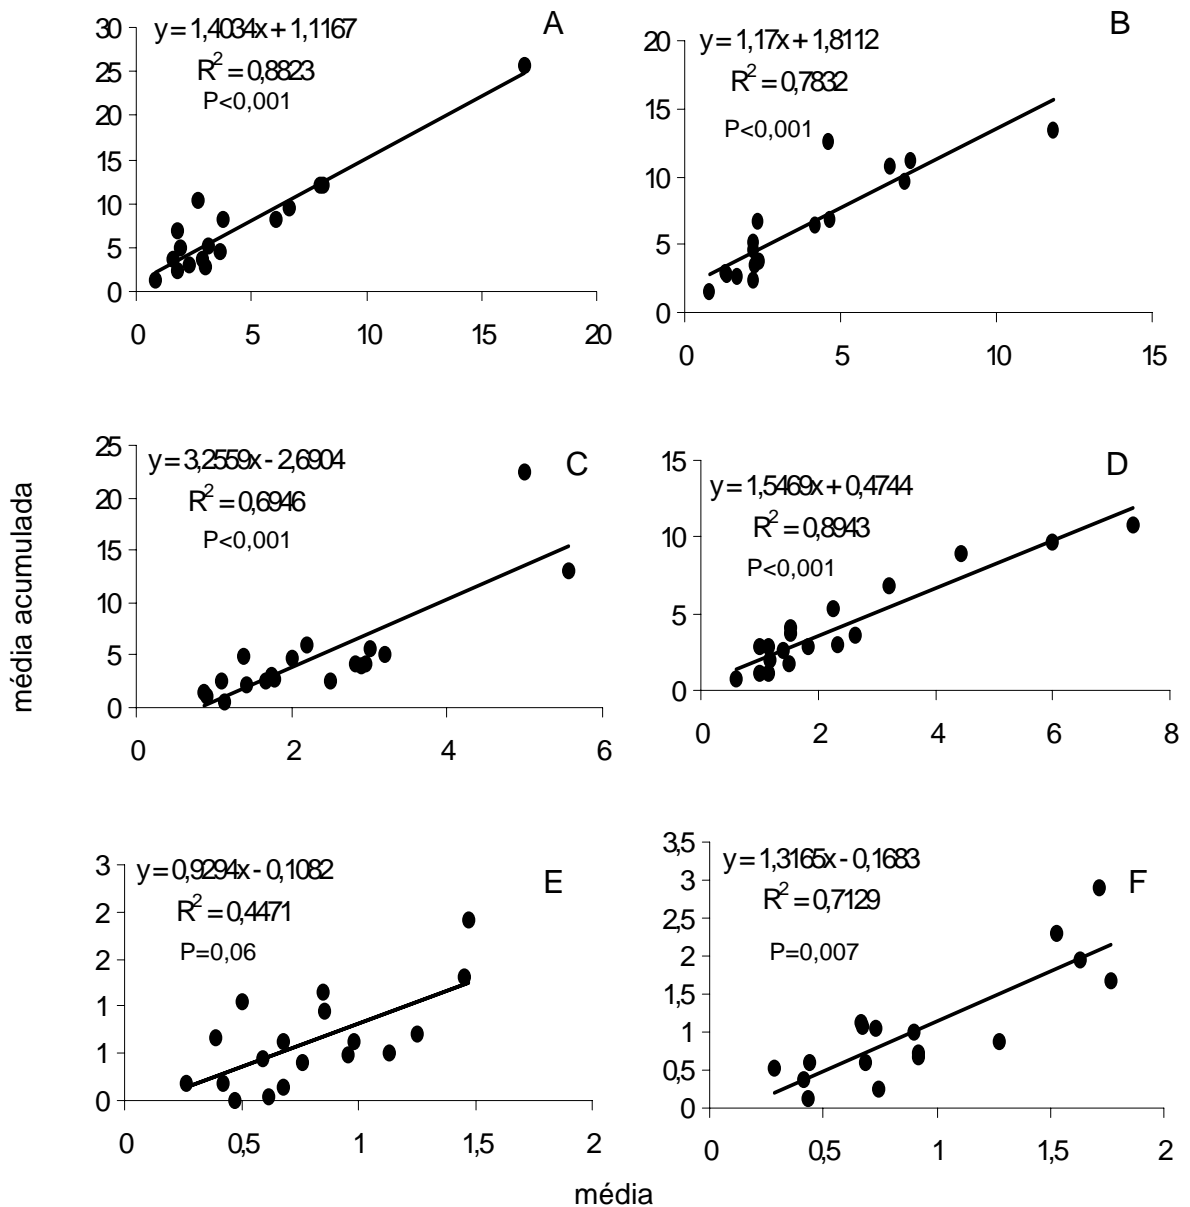 A
y = 1,4034x + 1,1167
R² = 0,8823
P<0,001
30
25
20
15
10
5
0
0 5 10 15 20
B
y = 1,17x + 1,8112
R² = 0,7832
P<0,001
20
15
10
5
0
0 5 10 15
média acumulada
C
y = 3,2559x - 2,6904
R² = 0,6946
P<0,001
25
20
15
10
5
0
0 2 4 6
D
y = 1,5469x + 0,4744
R² = 0,8943
P<0,001
15
10
5
0
0 2 4 6 8
E
y = 0,9294x - 0,1082
R² = 0,4471
P=0,06
3
2
2
1
1
0
0 0,5 1 1,5 2
F
y = 1,3165x - 0,1683
R² = 0,7129
P=0,007
3,5
3
2,5
2
1,5
1
0,5
0
0 0,5 1 1,5 2
média